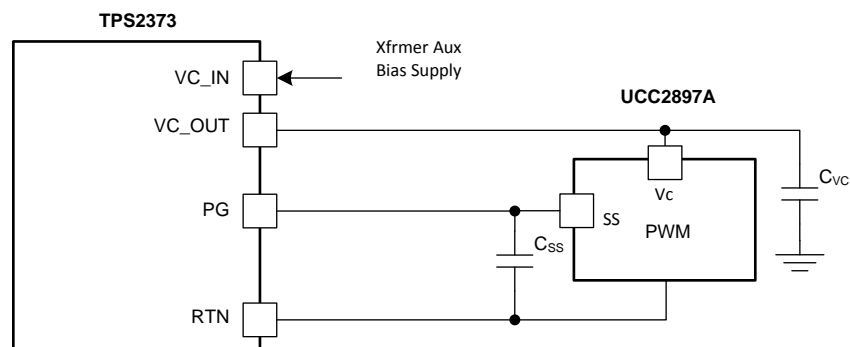 TPS2373
Xfrmer Aux
Bias Supply
VC_IN
UCC2897A
VC_OUT
Vc
CVC
PG
SS
PWM
CSS
RTN